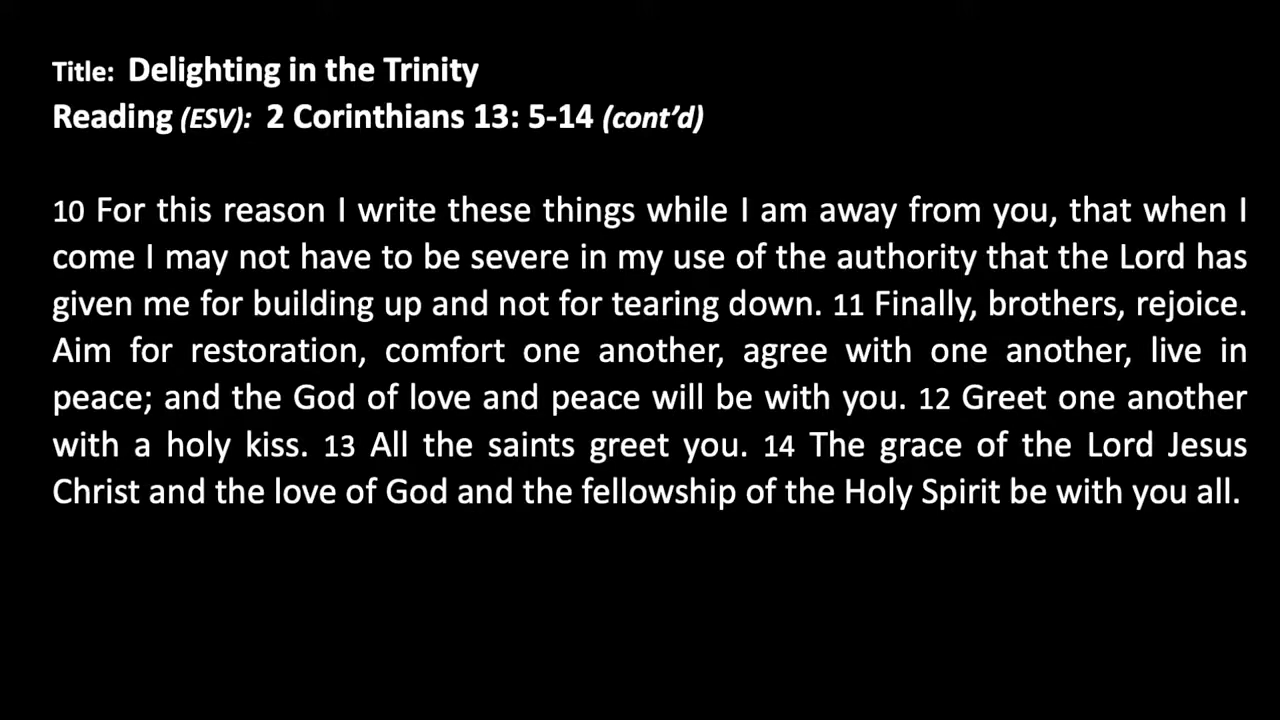 Title: Delighting in the Trinity
Reading (ESV): 2 Corinthians 13: 5-14 (cont’d)
10 For this reason I write these things while I am away from you, that when I
come I may not have to be severe in my use of the authority that the Lord has
given me for building up and not for tearing down. 11 Finally, brothers, rejoice.
Aim for restoration, comfort one another, agree with one another, live in
peace; and the God of love and peace will be with you. 12 Greet one another
with a holy kiss. 13 All the saints greet you. 14 The grace of the Lord Jesus
Christ and the love of God and the fellowship of the Holy Spirit be with you all.